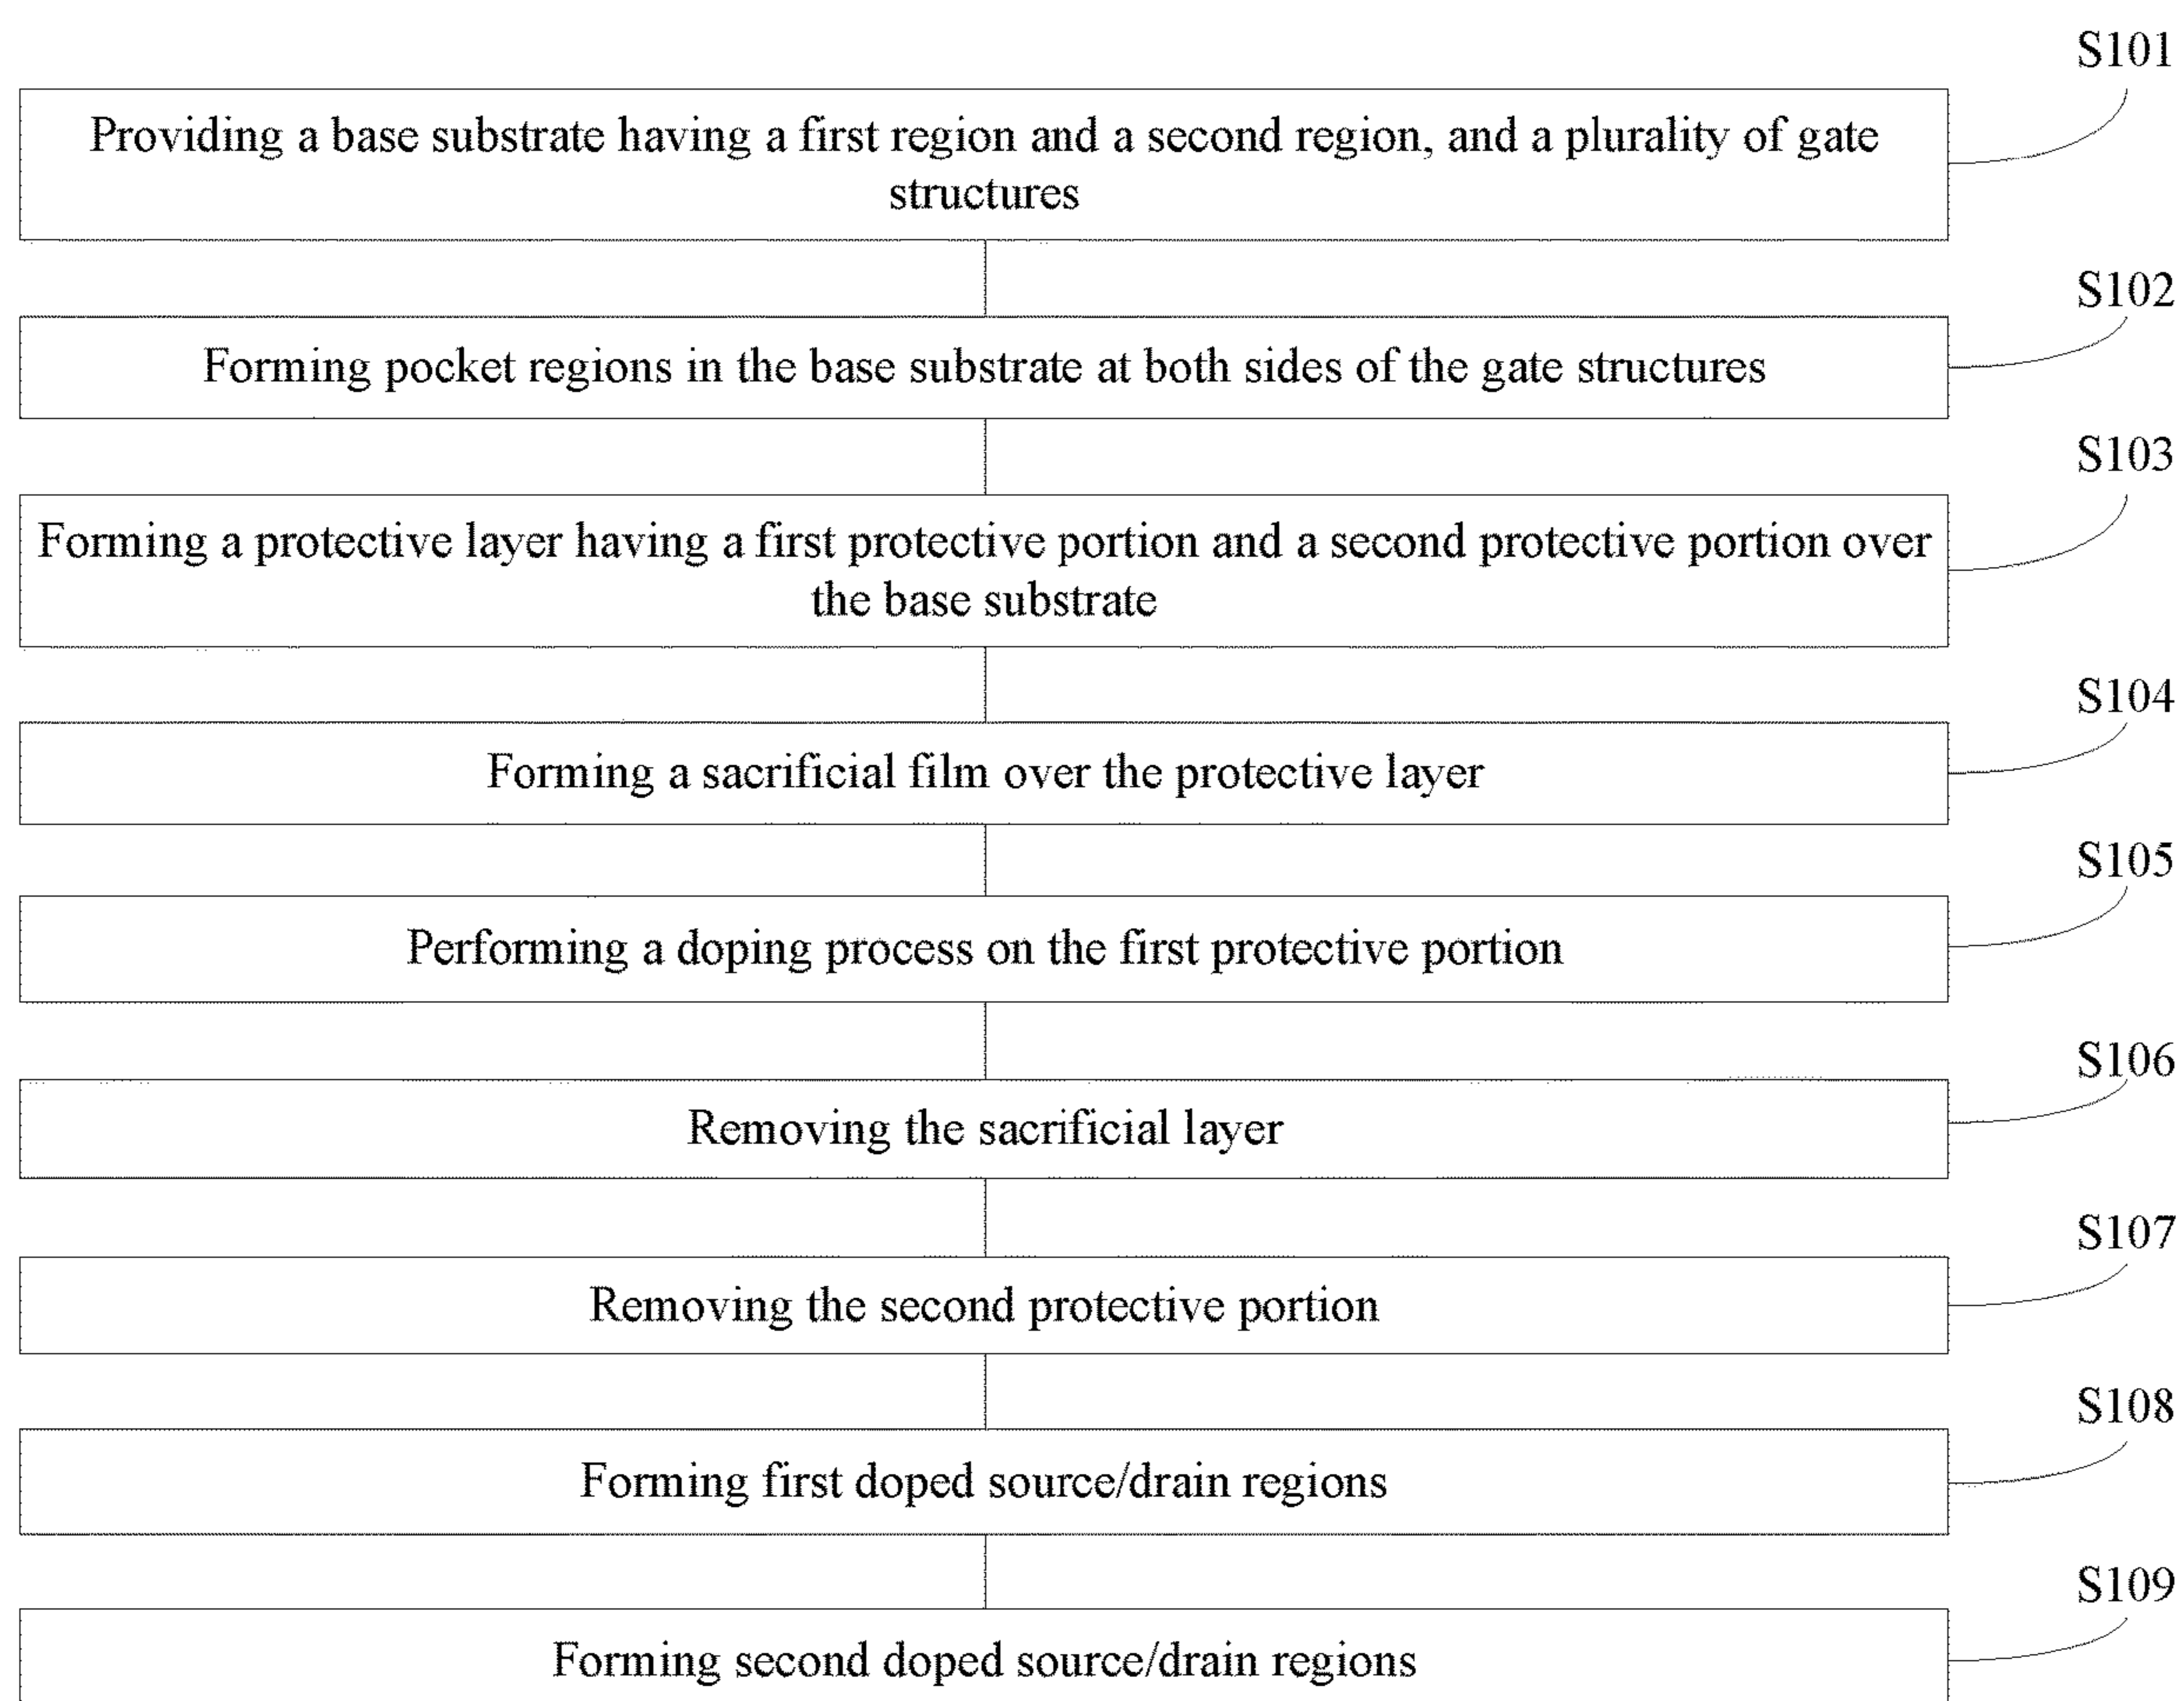 S101
Providing a base substrate having a first region and a second region, and a plurality of gate
structures
S102
Forming pocket regions in the base substrate at both sides of the gate structures
S103
Forming a protective layer having a first protective portion and a second protective portion over
the base substrate
S104
Forming a sacrificial film over the protective layer
S105
Performing a doping process on the first protective portion
S106
Removing the sacrificial layer
S107
Removing the second protective portion
S108
Forming first doped source/drain regions
S109
Forming second doped source/drain regions